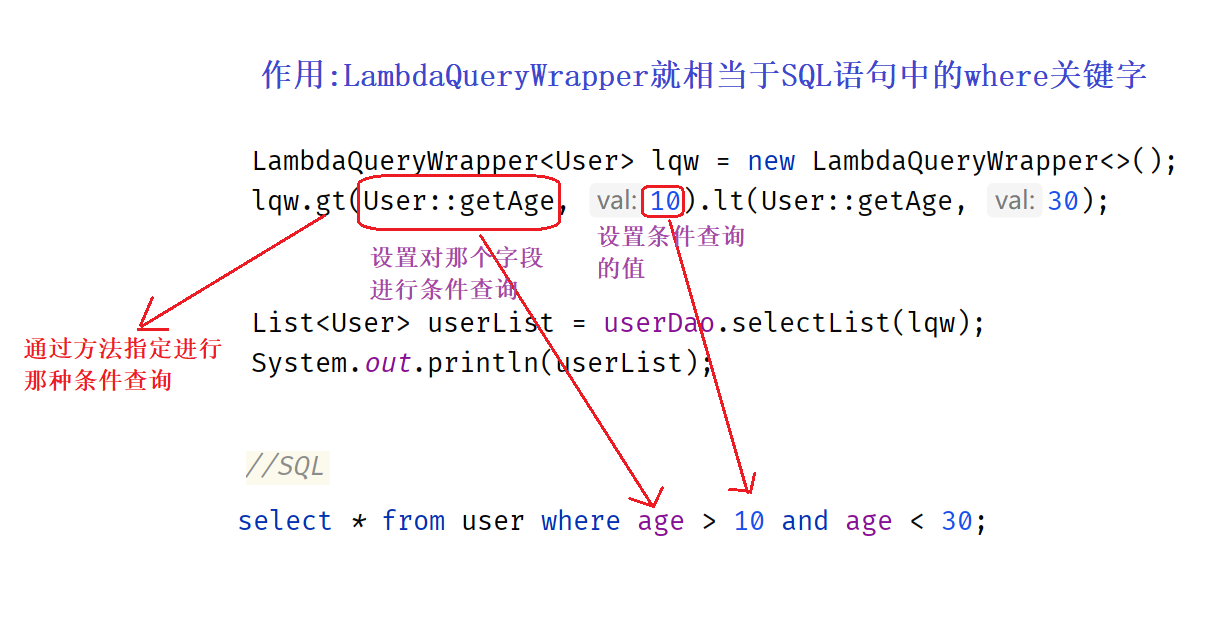 作用:LambdaQueryWrapper就相当于SQL语句中的where关键字
LambdaQueryWrapper<User> lqw = new LambdaQueryWrapper<>();
lqw.gt(User::getAge, val: 10).lt(User::getAge, val: 30);
设置条件查询
的值
设置对那个字段
进行条件查询
List<User> userList = userDao.selectList(lqw);
通过方法指定进行
那种条件查询
System.out.println(userList);
//SQL
select * from user where age > 10 and age < 30;